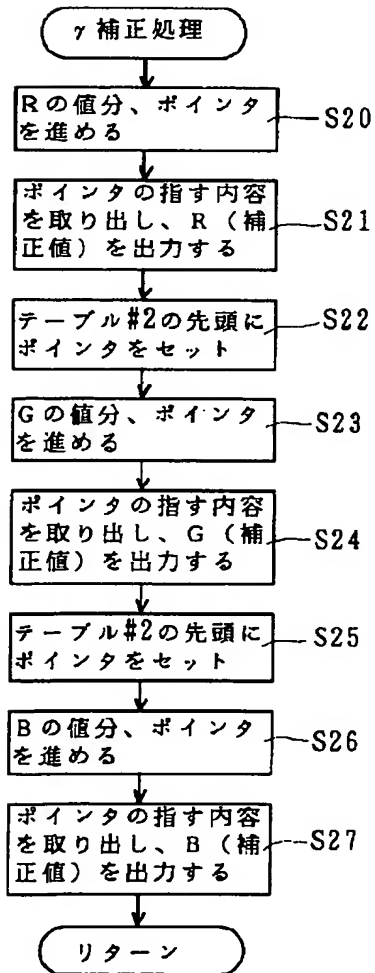 γ補正処理
Rの値分、ポインタ
を進める
S20
ポインタの指す内容
を取り出し、R（補
正値）を出力する
S21
テーブル#2の先頭に
ポインタをセット
S22
Gの値分、ポインタ
を進める
S23
ポインタの指す内容
を取り出し、G（補
正値）を出力する
S24
テーブル#2の先頭に
ポインタをセット
S25
Bの値分、ポインタ
を進める
S26
ポインタの指す内容
を取り出し、B（補
正値）を出力する
S27
リターン